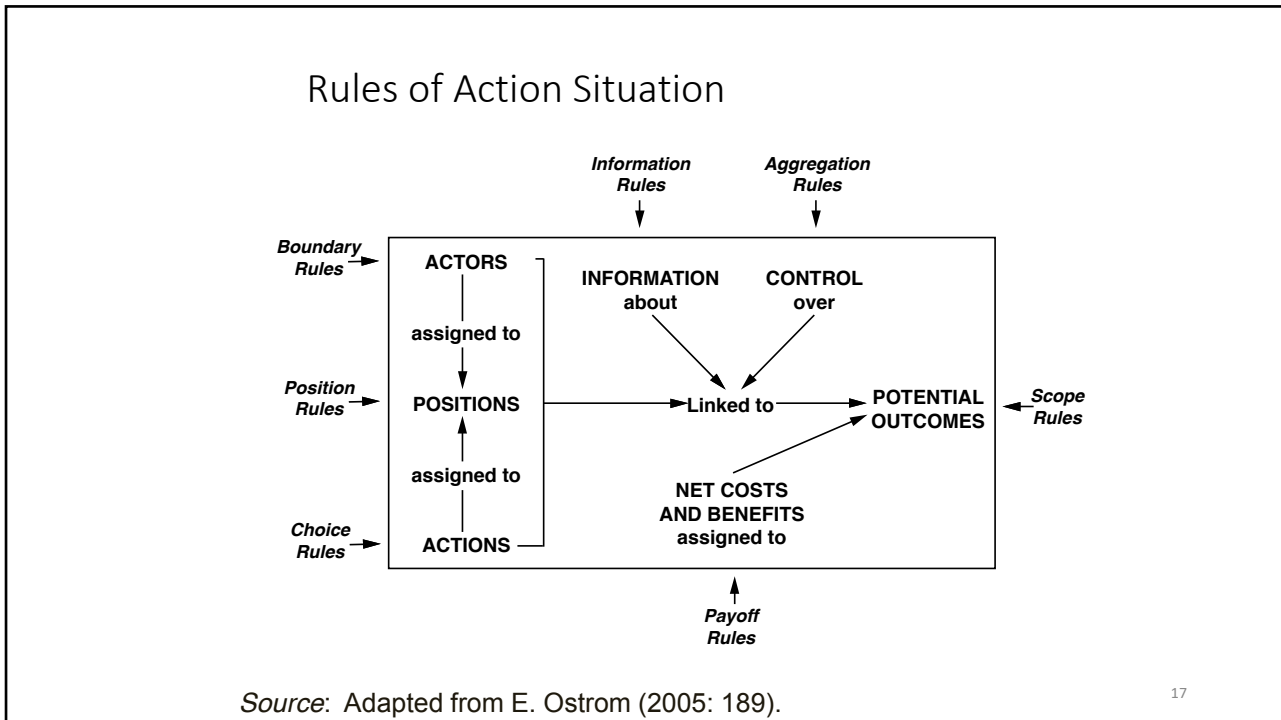 Rules of Action Situation
Information
Rules
Aggregation
Rules
Boundary
Rules
ACTORS
INFORMATION
about
CONTROL
over
assigned to
Position
Rules
POSITIONS
Linked to
POTENTIAL
OUTCOMES
Scope
Rules
assigned to
NET COSTS
AND BENEFITS
assigned to
Choice
Rules
ACTIONS
Payoff
Rules
Source: Adapted from E. Ostrom (2005: 189).
17